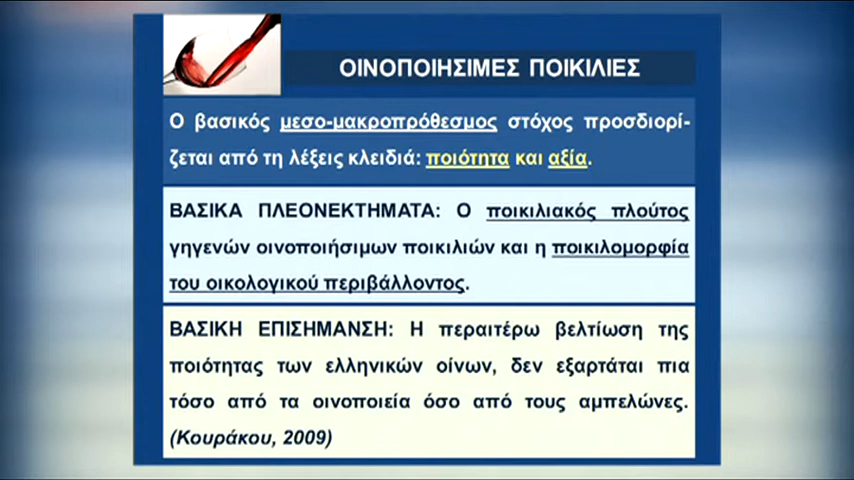 ΟΙΝΟΠΟΙΗΣΙΜΕΣ ΠΟΙΚΙΛΙΕΣ
Ο βασικός μεσο-μακροπρόθεσμος στόχος προσδιορί-
ζεται από τη λέξεις κλειδιά: ποιότητα και αξία.
ΒΑΣΙΚΑ ΠΛΕΟΝΕΚΤΗΜΑΤΑ: Ο ποικιλιακός πλούτος
γηγενών οινοποιήσιμων ποικιλιών και η ποικιλομορφία
του οικολογικού περιβάλλοντος.
ΒΑΣΙΚΗ ΕΠΙΣΗΜΑΝΣΗ: Η περαιτέρω βελτίωση της
ποιότητας των ελληνικών οίνων, δεν εξαρτάται πια
τόσο από τα οινοποιεία όσο από τους αμπελώνες.
(Κουράκου, 2009)